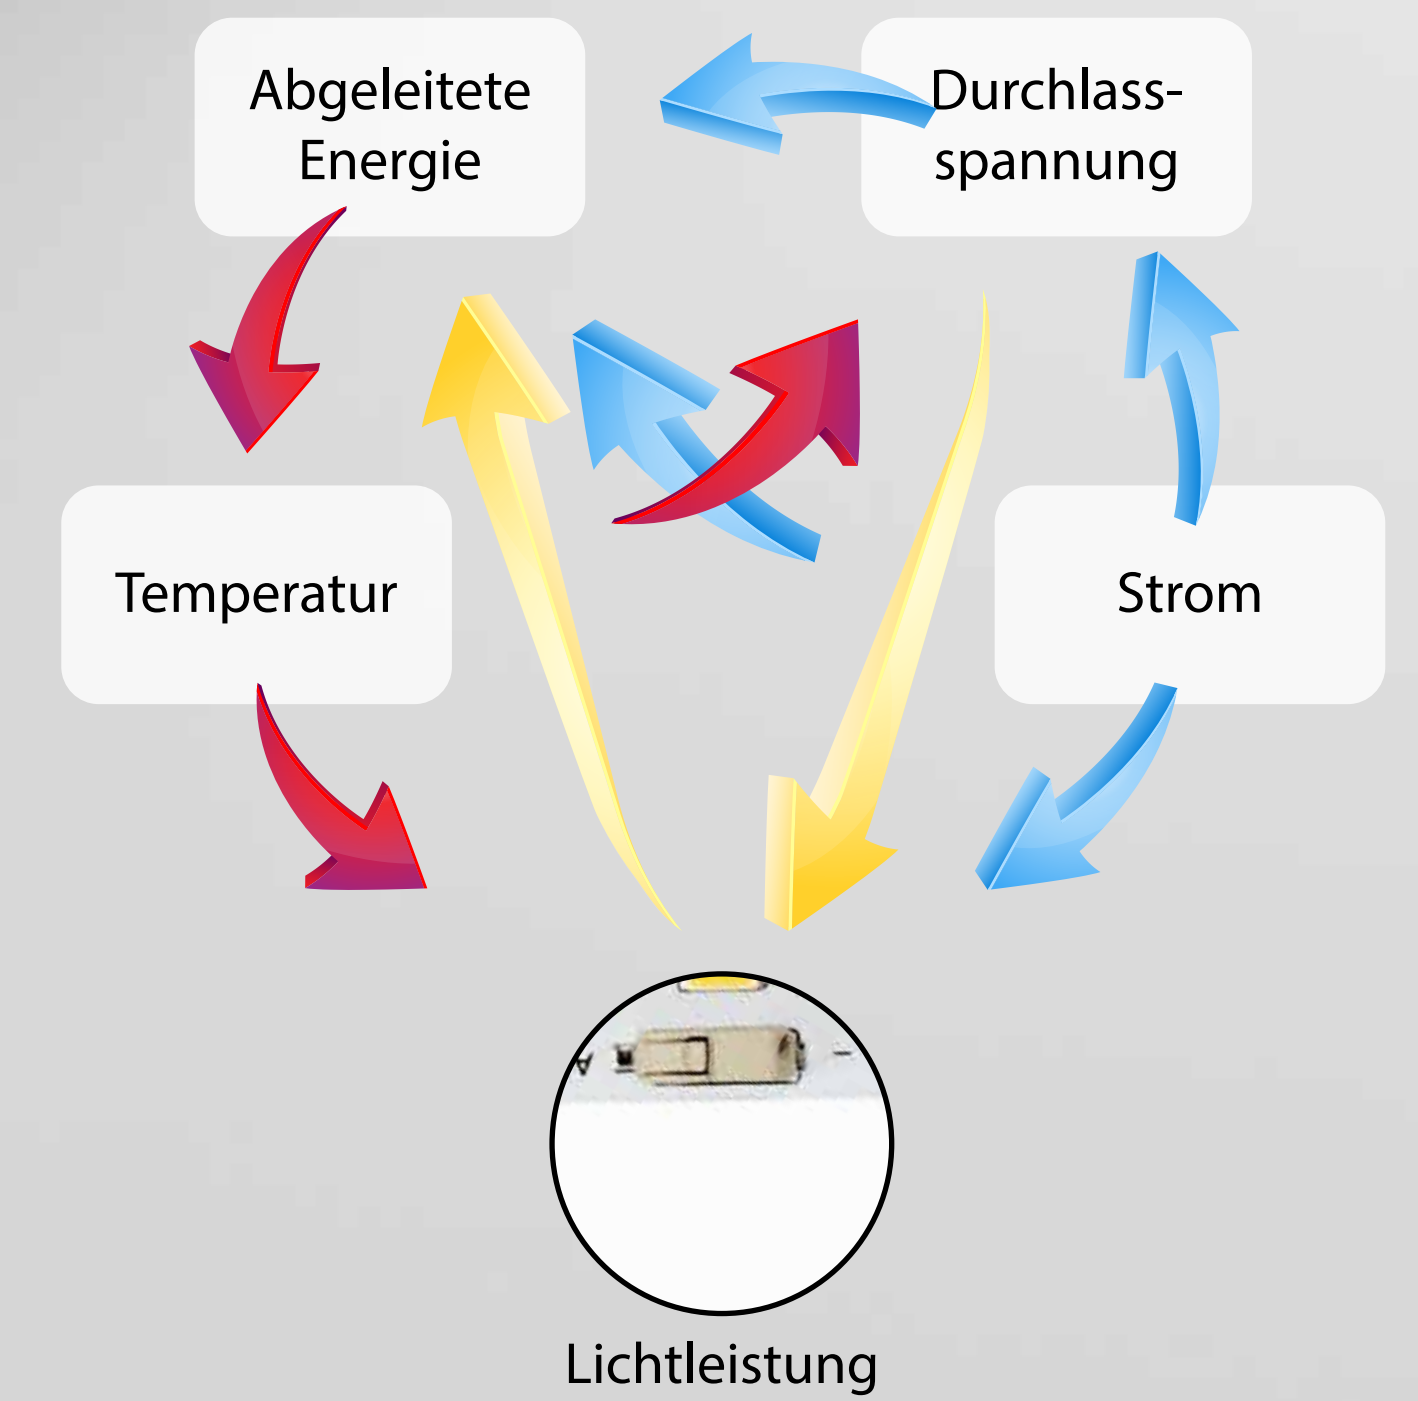 Abgeleitete
Energie
Durchlass-
spannung
Temperatur
Strom
Lichtleistung